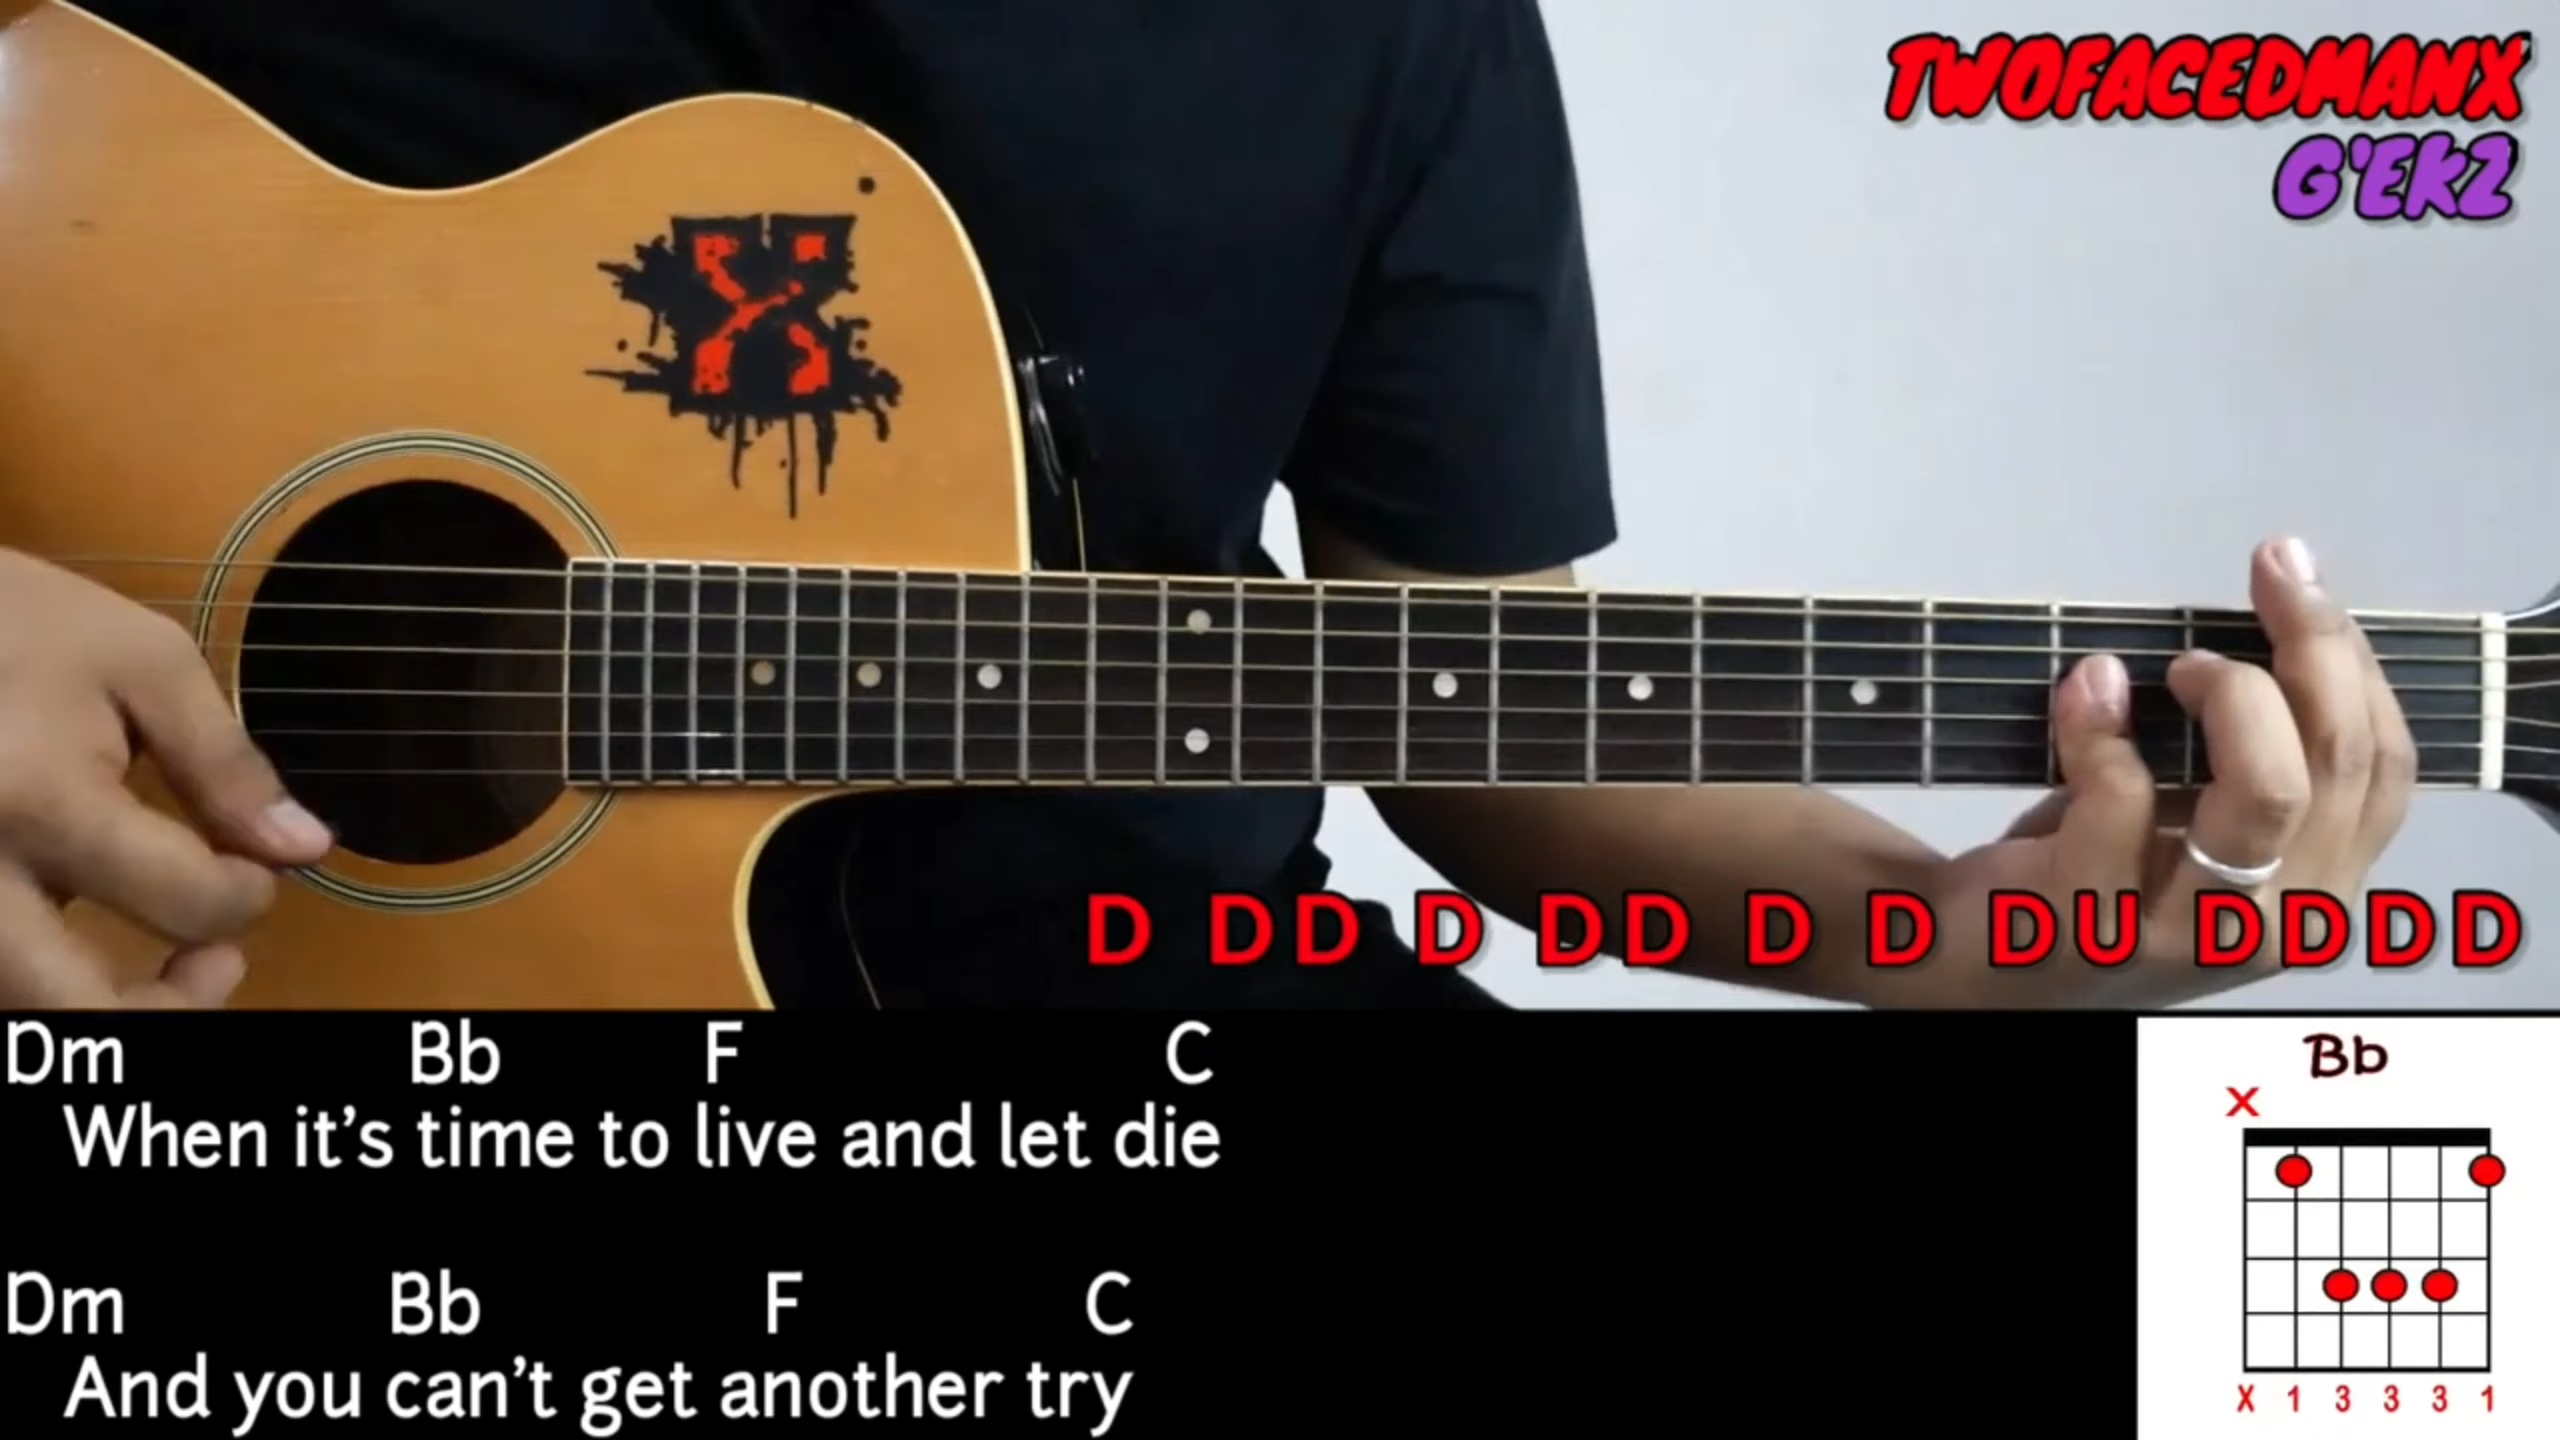 TWOFACEDMANX
G'EKZ
X
D DD D DD D D DU DDDD
Dm Bb F C
When it's time to live and let die
Dm Bb F C
And you can't get another try
Bb
X
X 1 3 3 3 1